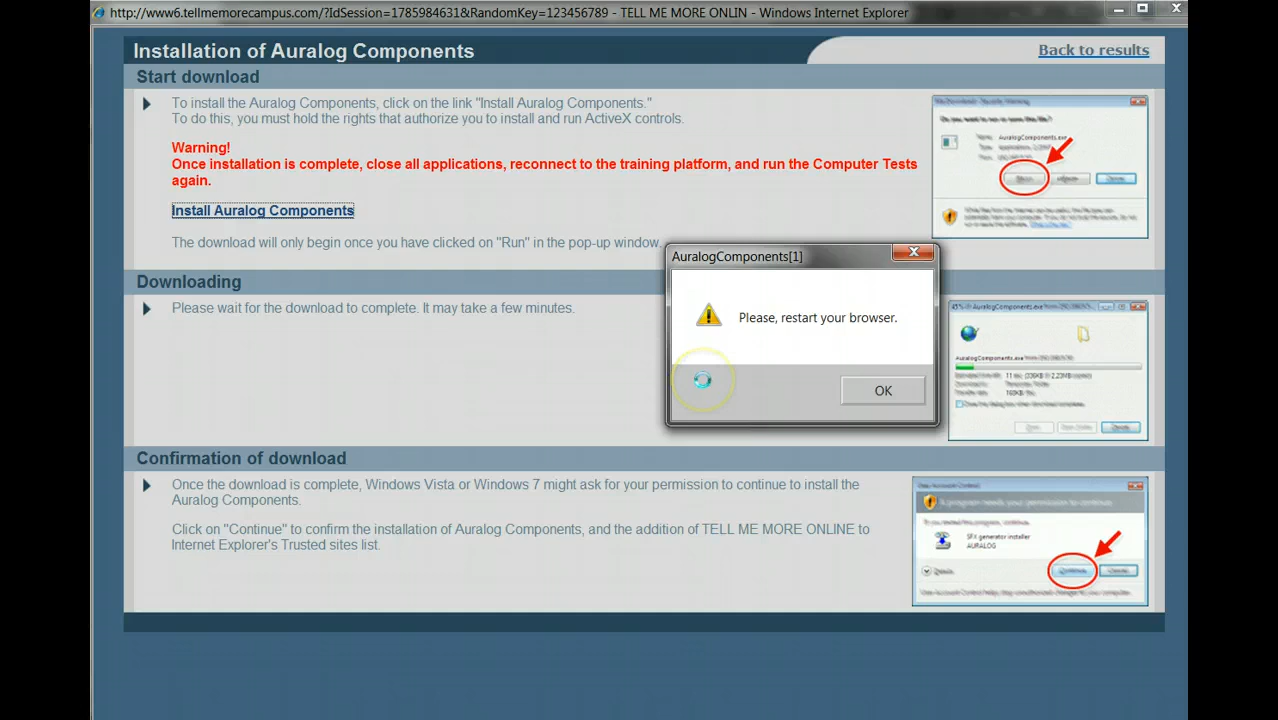 http://www6.tellmemorecampus.com/?IdSession=1785984631&RandomKey=123456789 - TELL ME MORE ONLIN - Windows Internet Explorer
Installation of Auralog Components
Back to results
Start download
To install the Auralog Components, click on the link "Install Auralog Components."
To do this, you must hold the rights that authorize you to install and run ActiveX controls.
Warning!
Once installation is complete, close all applications, reconnect to the training platform, and run the Computer Tests
again.
Install Auralog Components
The download will only begin once you have clicked on "Run" in the pop-up window.
AuralogComponents.exe
AuralogComponents[1]
Please, restart your browser.
OK
Downloading
Please wait for the download to complete. It may take a few minutes.
Confirmation of download
Once the download is complete, Windows Vista or Windows 7 might ask for your permission to continue to install the
Auralog Components.
Click on "Continue" to confirm the installation of Auralog Components, and the addition of TELL ME MORE ONLINE to
Internet Explorer's Trusted sites list.
SFX generator installer
AURALOG